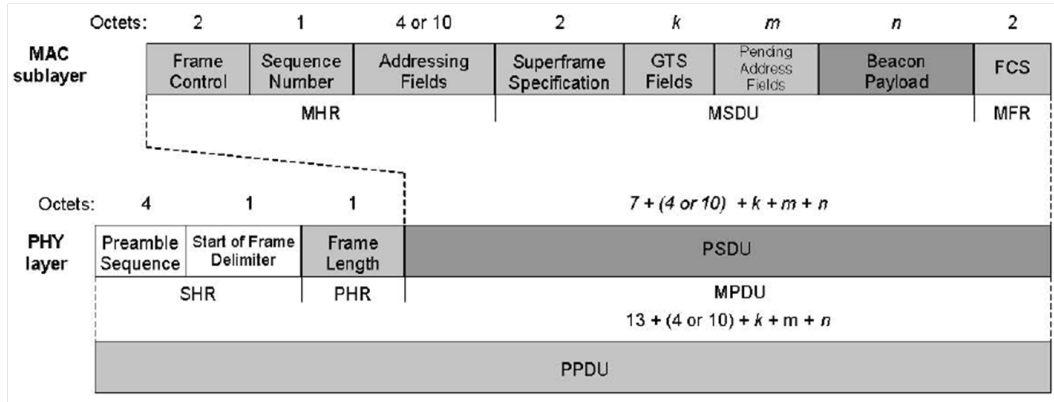 Octets: 2 1 4 or 10 2 k m n 2
MAC sublayer
Frame Control
Sequence Number
Addressing Fields
Superframe Specification
GTS Fields
Pending Address Fields
Beacon Payload
FCS
MHR MSDU MFR
Octets: 4 1 1 7 + (4 or 10) + k + m + n
PHY layer
Preamble Sequence
Start of Frame Delimiter
Frame Length
PSDU
SHR PHR MPDU
13 + (4 or 10) + k + m + n
PPDU